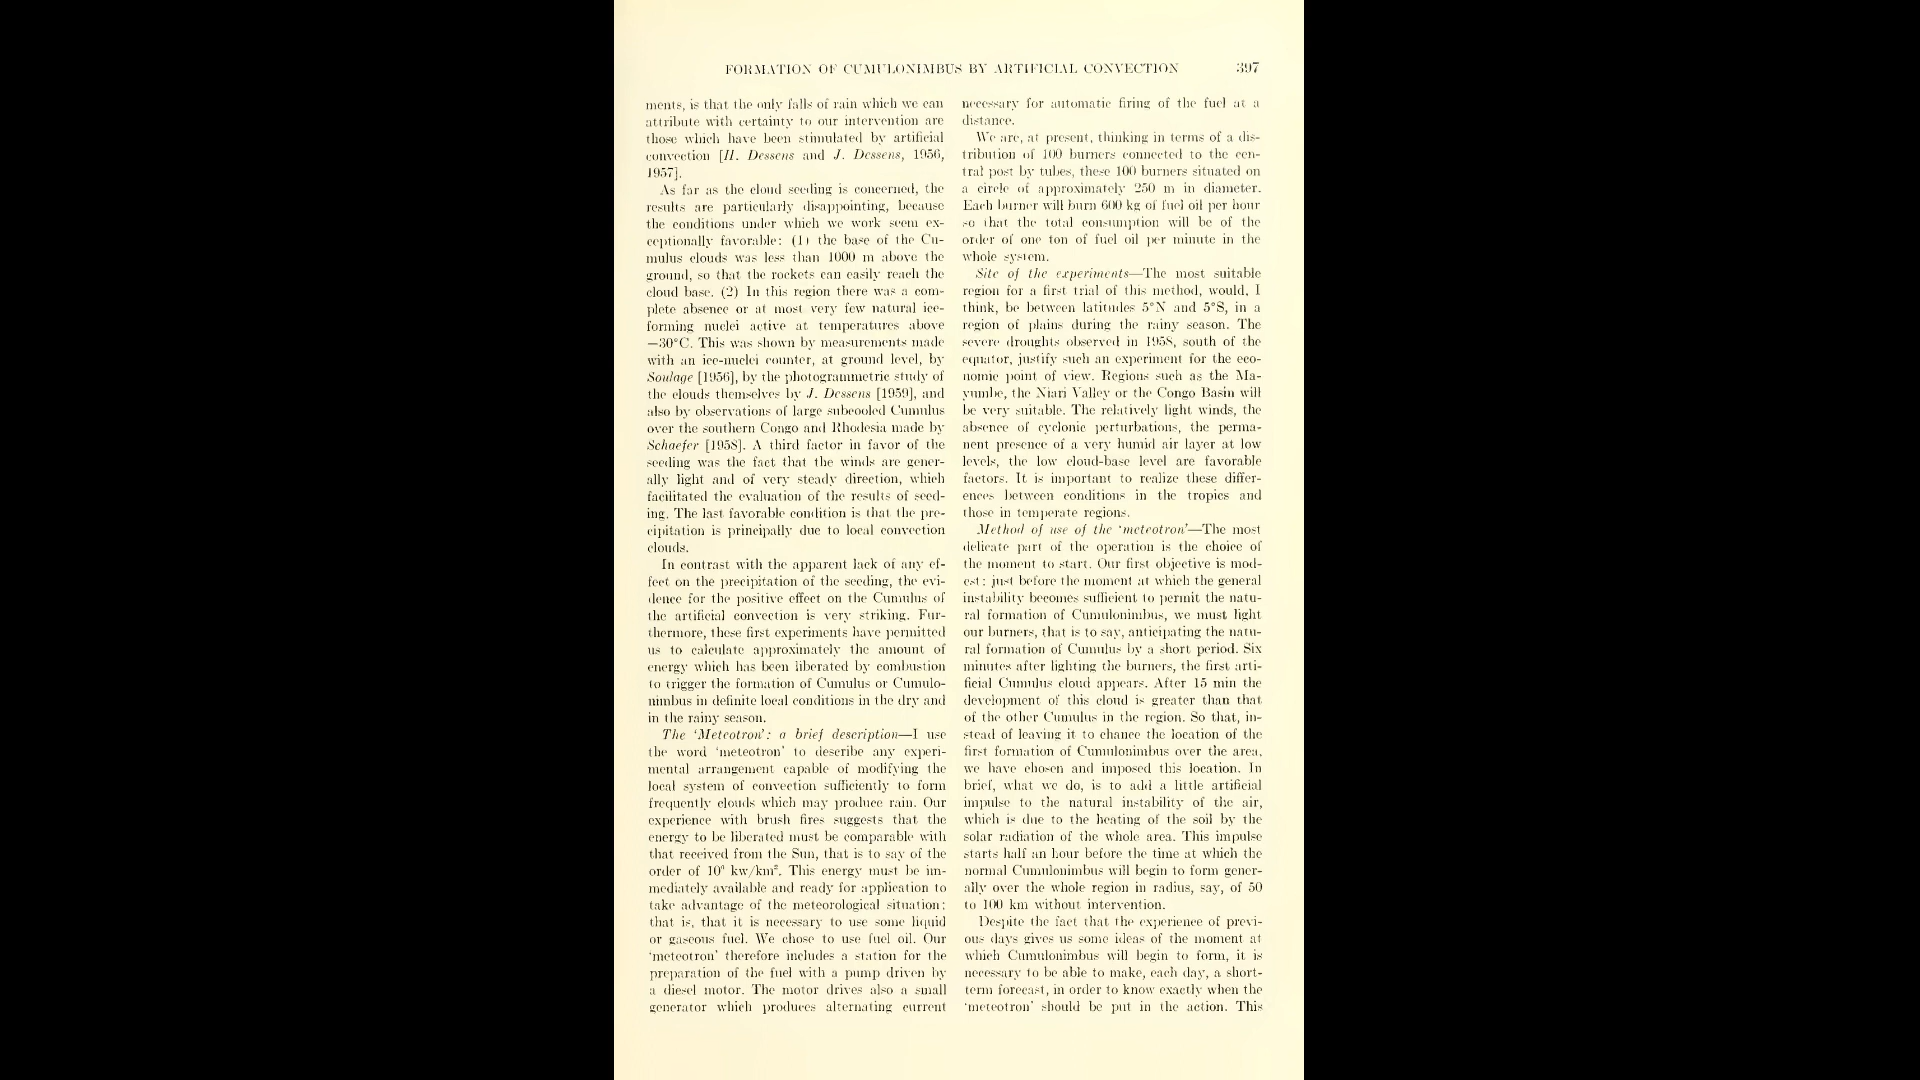 FORMATION OF CUMULONIMBUS BY ARTIFICIAL CONVECTION 397
ments, is that the only falls of rain which we can
attribute with certainty to our intervention are
those which have been stimulated by artificial
convection [H. Dessens and J. Dessens, 1956,
1957].
As far as the cloud seeding is concerned, the
results are particularly disappointing, because
the conditions under which we work seem ex-
ceptionally favorable: (1) the base of the Cu-
mulus clouds was less than 1000 m above the
ground, so that the rockets can easily reach the
cloud base. (2) In this region there was a com-
plete absence or at most very few natural ice-
forming nuclei active at temperatures above
—30°C. This was shown by measurements made
with an ice-nuclei counter, at ground level, by
Soulage [1956], by the photogrammetric study of
the clouds themselves by J. Dessens [1959], and
also by observations of large subcooled Cumulus
over the southern Congo and Rhodesia made by
Schaefer [1958]. A third factor in favor of the
seeding was the fact that the winds are gener-
ally light and of very steady direction, which
facilitated the evaluation of the results of seed-
ing. The last favorable condition is that the pre-
cipitation is principally due to local convection
clouds.
In contrast with the apparent lack of any ef-
fect on the precipitation of the seeding, the evi-
dence for the positive effect on the Cumulus of
the artificial convection is very striking. Fur-
thermore, these first experiments have permitted
us to calculate approximately the amount of
energy which has been liberated by combustion
to trigger the formation of Cumulus or Cumulo-
nimbus in definite local conditions in the dry and
in the rainy season.
The 'Meteotron': a brief description—I use
the word 'meteotron' to describe any experi-
mental arrangement capable of modifying the
local system of convection sufficiently to form
frequently clouds which may produce rain. Our
experience with brush fires suggests that the
energy to be liberated must be comparable with
that received from the Sun, that is to say of the
order of kw/km². This energy must be im-
mediately available and ready for application to
take advantage of the meteorological situation;
that is, that it is necessary to use some liquid
or gaseous fuel. We chose to use fuel oil. Our
'meteotron' therefore includes a station for the
preparation of the fuel with a pump driven by
a diesel motor. The motor drives also a small
generator which produces alternating current
necessary for automatic firing of the fuel at a
distance.
We are, at present, thinking in terms of a dis-
tribution of 100 burners connected to the cen-
tral post by tubes, these 100 burners situated on
a circle of approximately 250 m in diameter.
Each burner will burn 600 kg of fuel oil per hour
so that the total consumption will be of the
order of one ton of fuel oil per minute in the
whole system.
Site of the experiments—The most suitable
region for a first trial of this method, would, I
think, be between latitudes 5°N and 5°S, in a
region of plains during the rainy season. The
severe droughts observed in 1958, south of the
equator, justify such an experiment for the eco-
nomic point of view. Regions such as the Ma-
yumbe, the Niari Valley or the Congo Basin will
be very suitable. The relatively light winds, the
absence of cyclonic perturbations, the perma-
nent presence of a very humid air layer at low
levels, the low cloud-base level are favorable
factors. It is important to realize these differ-
ences between conditions in the tropics and
those in temperate regions.
Method of use of the 'meteotron'—The most
delicate part of the operation is the choice of
the moment to start. Our first objective is mod-
est: just before the moment at which the general
instability becomes sufficient to permit the natu-
ral formation of Cumulonimbus, we must light
our burners, that is to say, anticipating the natu-
ral formation of Cumulus by a short period. Six
minutes after lighting the burners, the first arti-
ficial Cumulus cloud appears. After 15 min the
development of this cloud is greater than that
of the other Cumulus in the region. So that, in-
stead of leaving it to chance the location of the
first formation of Cumulonimbus over the area,
we have chosen and imposed this location. In
brief, what we do, is to add a little artificial
impulse to the natural instability of the air,
which is due to the heating of the soil by the
solar radiation of the whole area. This impulse
starts half an hour before the time at which the
normal Cumulonimbus will begin to form gener-
ally over the whole region in radius, say, of 50
to 100 km without intervention.
Despite the fact that the experience of previ-
ous days gives us some ideas of the moment at
which Cumulonimbus will begin to form, it is
necessary to be able to make, each day, a short-
term forecast, in order to know exactly when the
'meteotron' should be put in the action. This